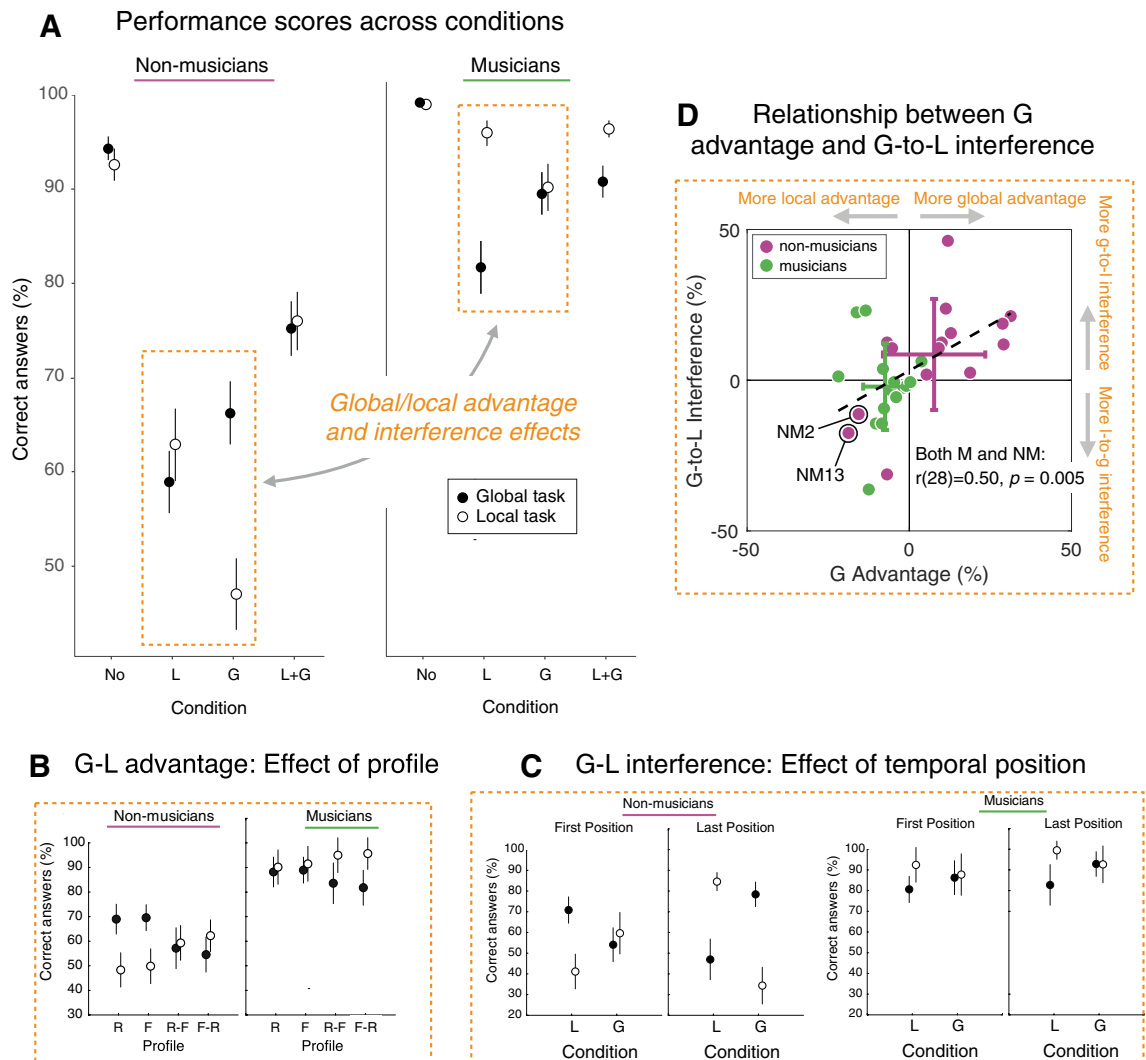 A Performance scores across conditions
Non-musicians
Musicians
100
90
80
70
60
50
Correct answers (%)
No L G L+G
Condition
No L G L+G
Condition
Global/local advantage
and interference effects
Global task
Local task
D Relationship between G
advantage and G-to-L interference
More local advantage
More global advantage
More g-to-l interference
More l-to-g interference
50
0
-50
G-to-L Interference (%)
non-musicians
musicians
NM2
NM13
Both M and NM:
r(28)=0.50, p = 0.005
-50 0 50
G Advantage (%)
B G-L advantage: Effect of profile
Non-musicians
Musicians
100
90
80
70
60
50
40
30
Correct answers (%)
R F R-F F-R
Profile
R F R-F F-R
Profile
C G-L interference: Effect of temporal position
Non-musicians
Musicians
First Position
Last Position
First Position
Last Position
100
90
80
70
60
50
40
30
20
Correct answers (%)
L G
Condition
L G
Condition
100
90
80
70
60
50
40
30
20
Correct answers (%)
L G
Condition
L G
Condition